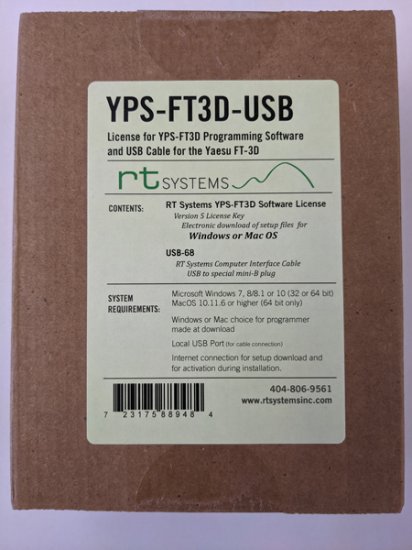 YPS-FT3D-USB
License for YPS-FT3D Programming Software
and USB Cable for the Yaesu FT-3D
rt SYSTEMS
CONTENTS: RT Systems YPS-FT3D Software License
Version 5 License Key
Electronic download of setup files for
Windows or Mac OS
USB-68
RT Systems Computer Interface Cable
USB to special mini-B plug
SYSTEM REQUIREMENTS:
Microsoft Windows 7, 8/8.1 or 10 (32 or 64 bit)
MacOS 10.11.6 or higher (64 bit only)
Windows or Mac choice for programmer
made at download
Local USB Port (for cable connection)
Internet connection for setup download and
for activation during installation.
404-806-9561
www.rtsystemsinc.com
7 23175 88948 4